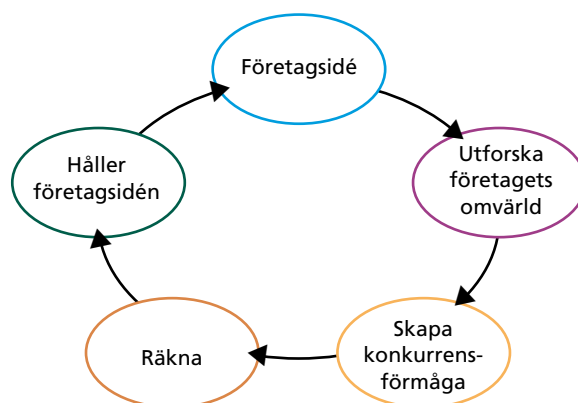 Företagsidé
Utforska
företagets
omvärld
Skapa
konkurrens-
förmåga
Räkna
Håller
företagsidén